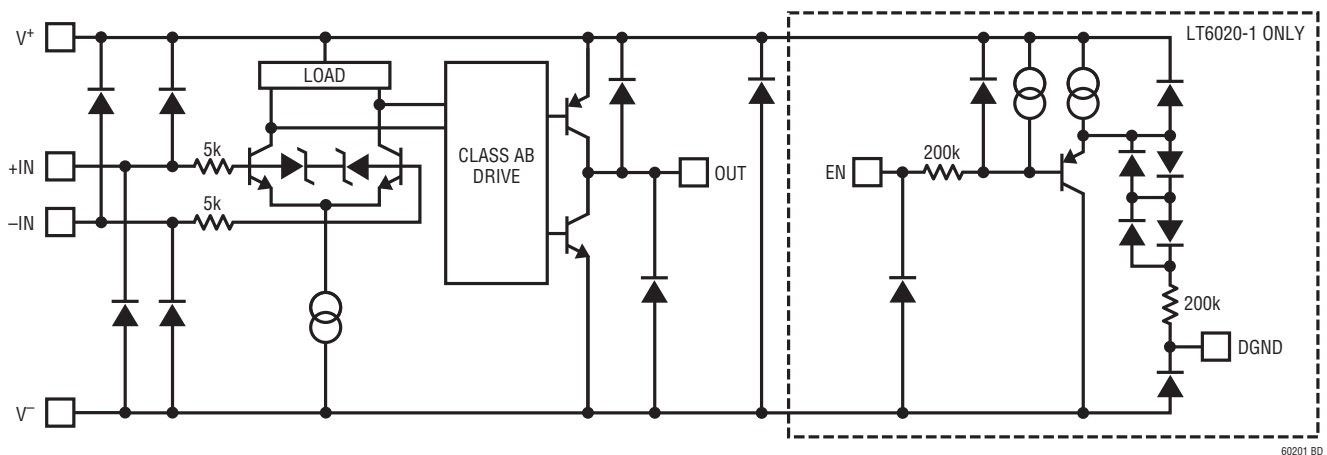 V+
LT6020-1 ONLY
LOAD
5k
+IN
CLASS AB
DRIVE
OUT
EN
200k
–IN
5k
200k
DGND
V–
60201 BD